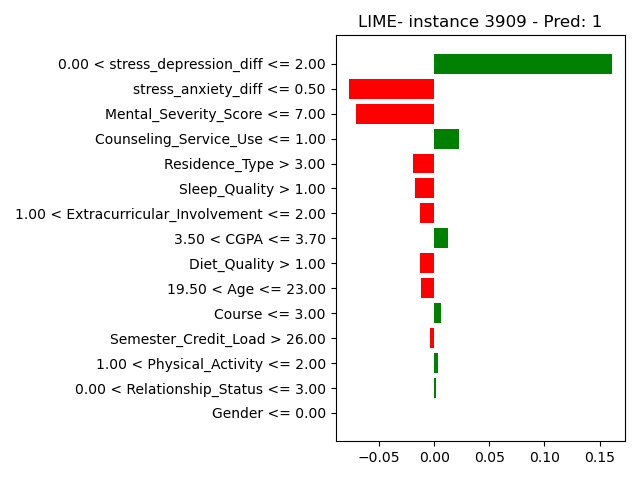 LIME- instance 3909 - Pred: 1
0.00 < stress_depression_diff <= 2.00
stress_anxiety_diff <= 0.50
Mental_Severity_Score <= 7.00
Counseling_Service_Use <= 1.00
Residence_Type > 3.00
Sleep_Quality > 1.00
1.00 < Extracurricular_Involvement <= 2.00
3.50 < CGPA <= 3.70
Diet_Quality > 1.00
19.50 < Age <= 23.00
Course <= 3.00
Semester_Credit_Load > 26.00
1.00 < Physical_Activity <= 2.00
0.00 < Relationship_Status <= 3.00
Gender <= 0.00
−0.05 0.00 0.05 0.10 0.15